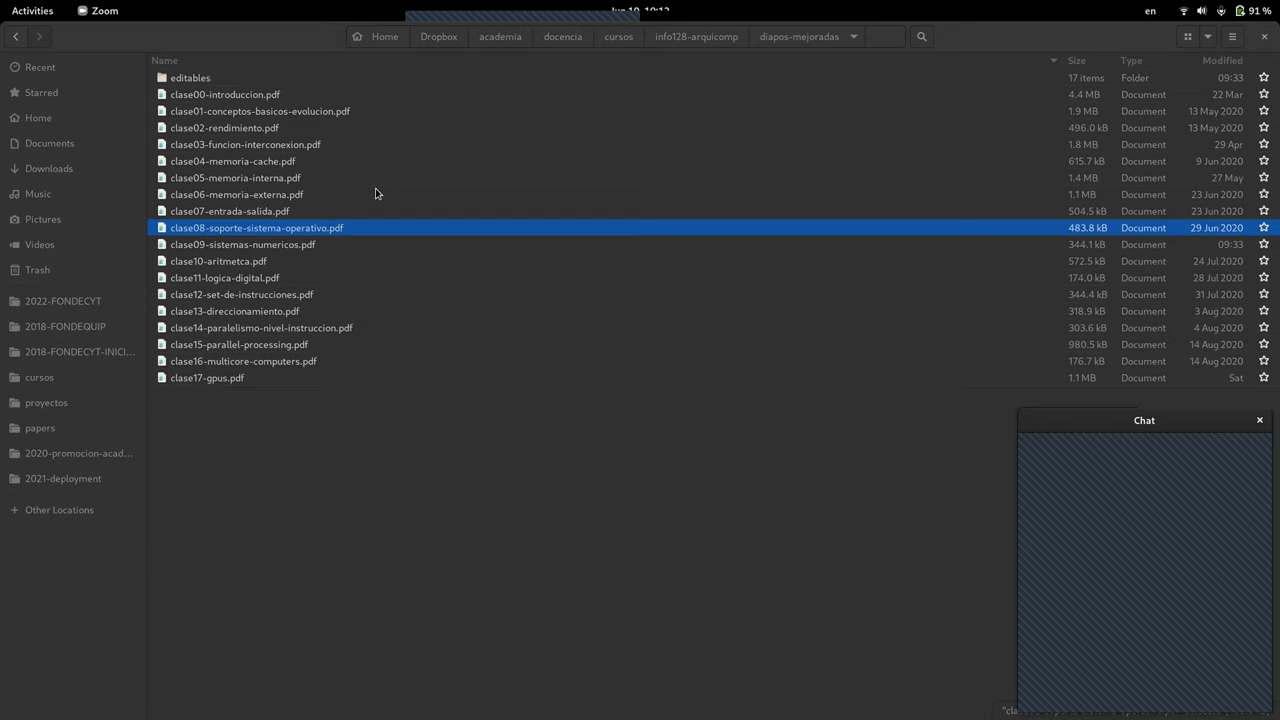 Activities Zoom en 91 %
Home Dropbox academia docencia cursos info128-arquicomp diapos-mejoradas
Name Size Type Modified
Recent
Starred
Home
Documents
Downloads
Music
Pictures
Videos
Trash
2022-FONDECYT
2018-FONDEQUIP
2018-FONDECYT-INICI...
cursos
proyectos
papers
2020-promocion-acad...
2021-deployment
Other Locations
editables 17 items Folder 09:33
clase00-introduccion.pdf 4.4 MB Document 22 Mar
clase01-conceptos-basicos-evolucion.pdf 1.9 MB Document 13 May 2020
clase02-rendimiento.pdf 496.0 kB Document 13 May 2020
clase03-funcion-interconexion.pdf 1.8 MB Document 29 Apr
clase04-memoria-cache.pdf 615.7 kB Document 9 Jun 2020
clase05-memoria-interna.pdf 1.4 MB Document 27 May
clase06-memoria-externa.pdf 1.1 MB Document 23 Jun 2020
clase07-entrada-salida.pdf 504.5 kB Document 23 Jun 2020
clase08-soporte-sistema-operativo.pdf 483.8 kB Document 29 Jun 2020
clase09-sistemas-numericos.pdf 344.1 kB Document 09:33
clase10-aritmetca.pdf 572.5 kB Document 24 Jul 2020
clase11-logica-digital.pdf 174.0 kB Document 28 Jul 2020
clase12-set-de-instrucciones.pdf 344.4 kB Document 31 Jul 2020
clase13-direccionamiento.pdf 318.9 kB Document 3 Aug 2020
clase14-paralelismo-nivel-instruccion.pdf 303.6 kB Document 4 Aug 2020
clase15-parallel-processing.pdf 980.5 kB Document 14 Aug 2020
clase16-multicore-computers.pdf 176.7 kB Document 14 Aug 2020
clase17-gpus.pdf 1.1 MB Document Sat
Chat